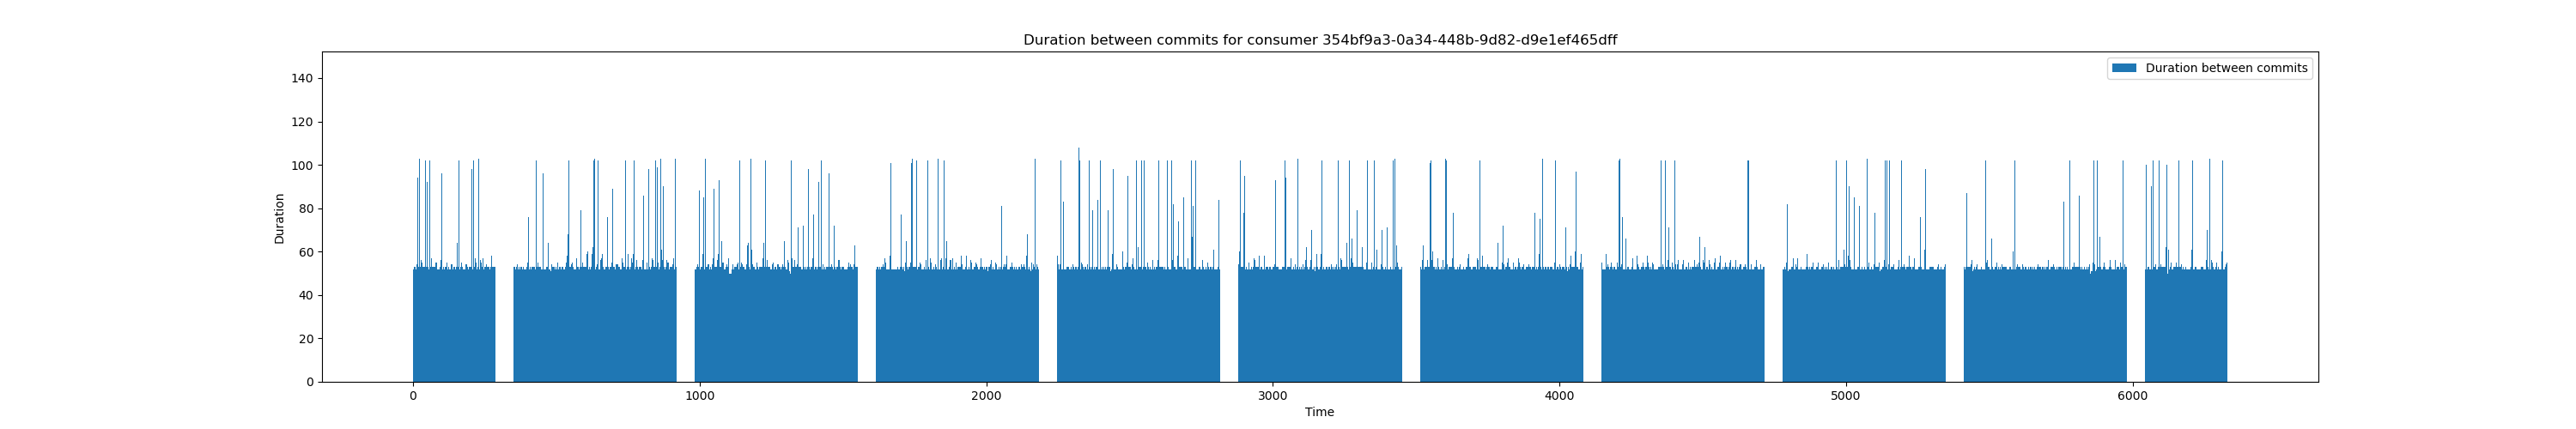 Duration between commits for consumer 354bf9a3-0a34-448b-9d82-d9e1ef465dff
Duration between commits
140
120
100
80
60
40
20
0
Duration
0 1000 2000 3000 4000 5000 6000
Time